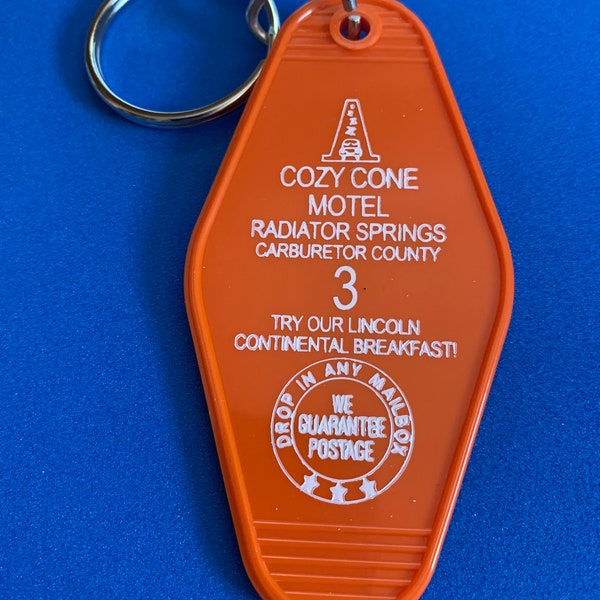 COZY CONE
MOTEL
RADIATOR SPRINGS
CARBURETOR COUNTY
3
TRY OUR LINCOLN
CONTINENTAL BREAKFAST!
DROP IN ANY MAILBOX
WE
GUARANTEE
POSTAGE